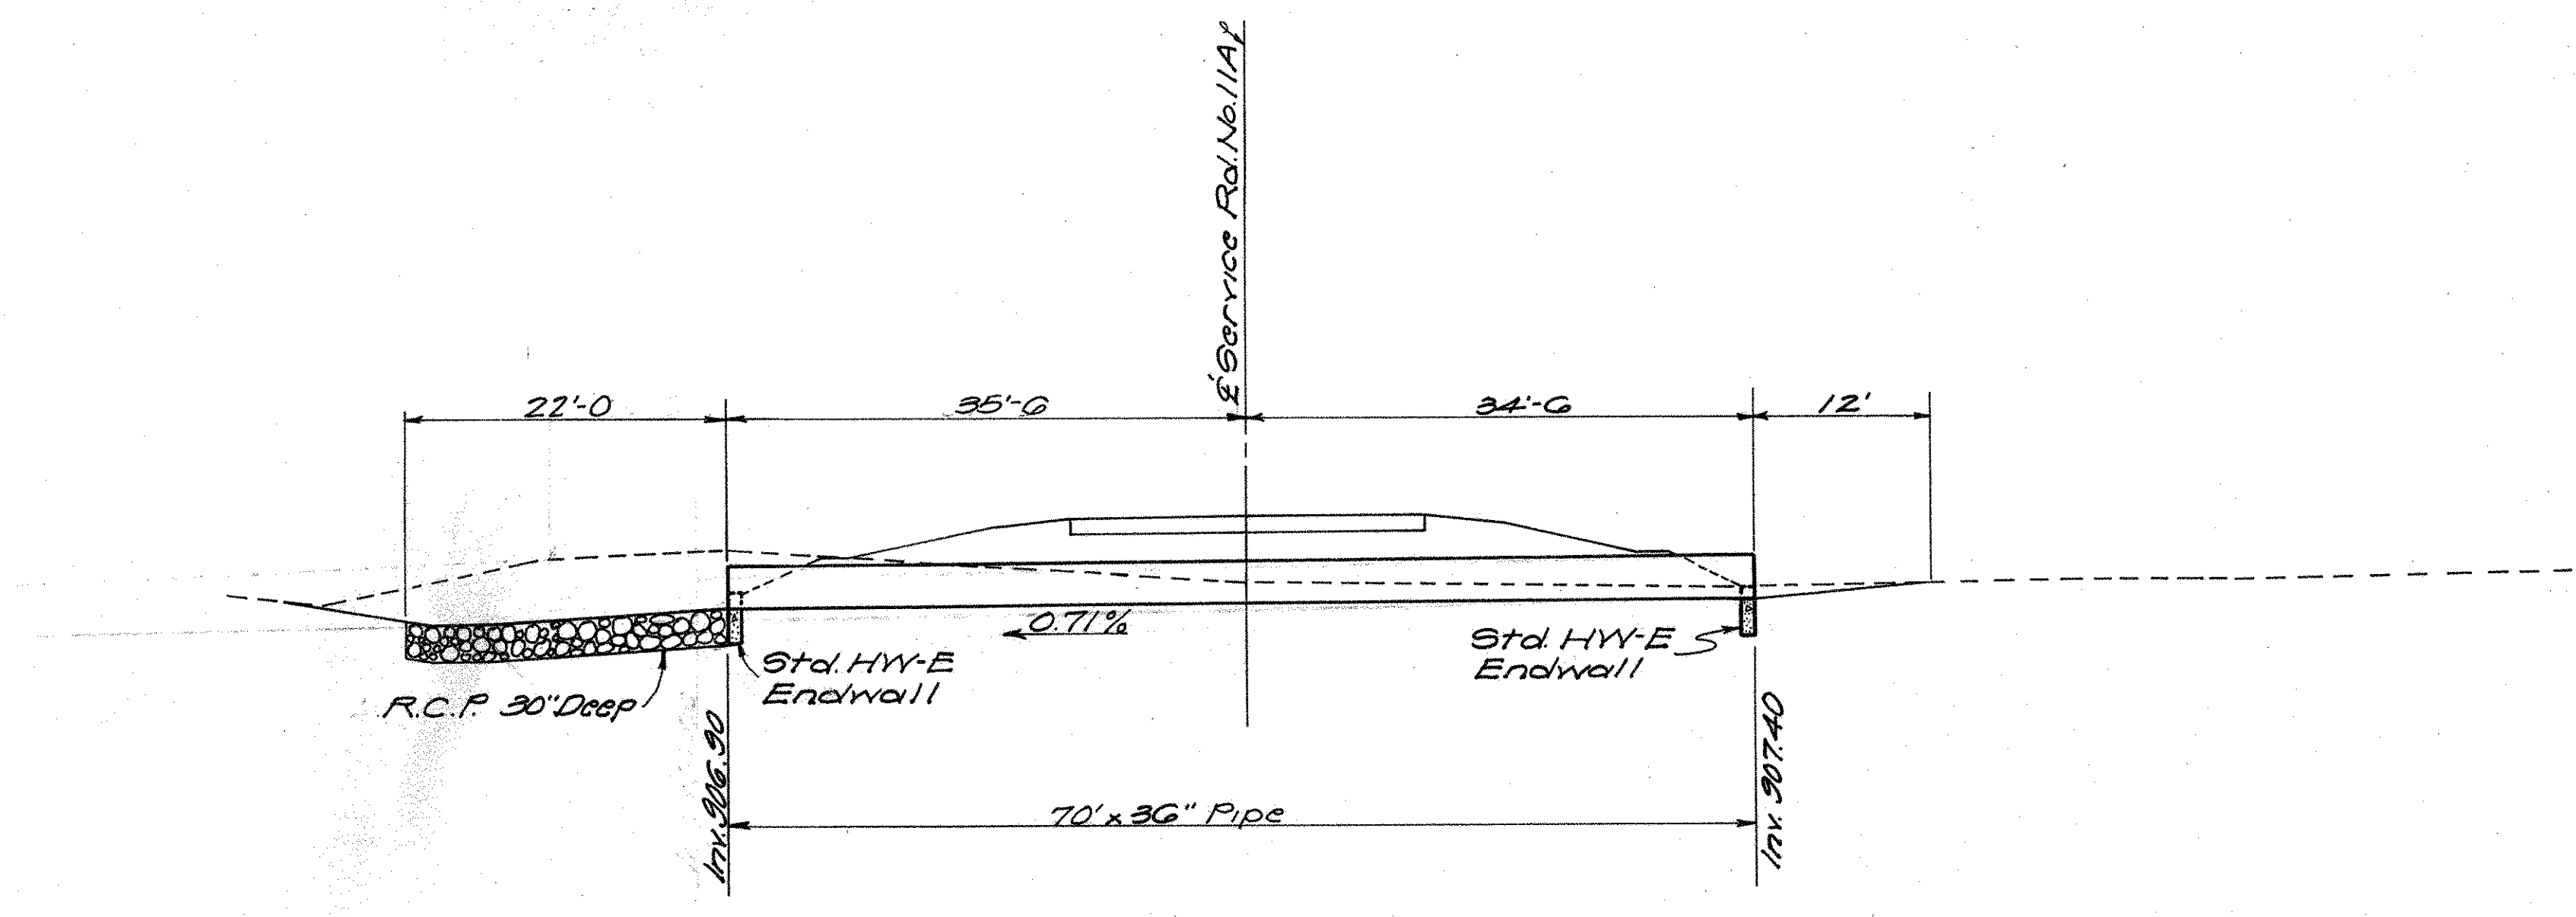 ℄ Service Rd. No. 11A
22'-0
35'-6
34'-6
12'
0.71%
Std. HW-E
Endwall
Std. HW-E
Endwall
R.C.P. 30" Deep
Inv. 906.90
Inv. 907.40
70' x 36" Pipe